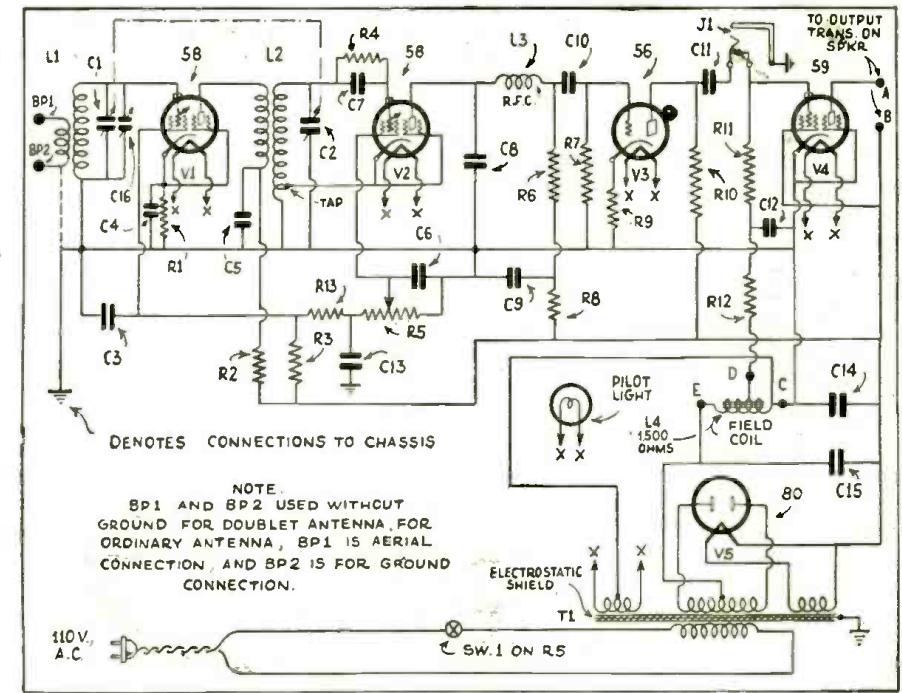 TO OUTPUT
TRANS. ON
SPKR
J1
L1
C1
58
L2
R4
58
L3
C10
56
C11
59
A
B
BP1
C7
R.F.C.
BP2
C2
C8
R6
R7
R11
R10
C16
V1
V2
V3
V4
X X
TAP
X X
X X
X X
C4
R1
C5
C6
R9
C12
R13
C9
R8
R12
C3
R5
R2
R3
C13
D
C
C14
E
PILOT
LIGHT
L4
1,500
OHMS
FIELD
COIL
X X
C15
DENOTES CONNECTIONS TO CHASSIS
80
NOTE.
BP1 AND BP2 USED WITHOUT
GROUND FOR DOUBLET ANTENNA, FOR
ORDINARY ANTENNA, BP1 IS AERIAL
CONNECTION, AND BP2 IS FOR GROUND
CONNECTION.
V5
X X
ELECTROSTATIC
SHIELD
T1
110 V.,
A.C.
SW.1 ON R5